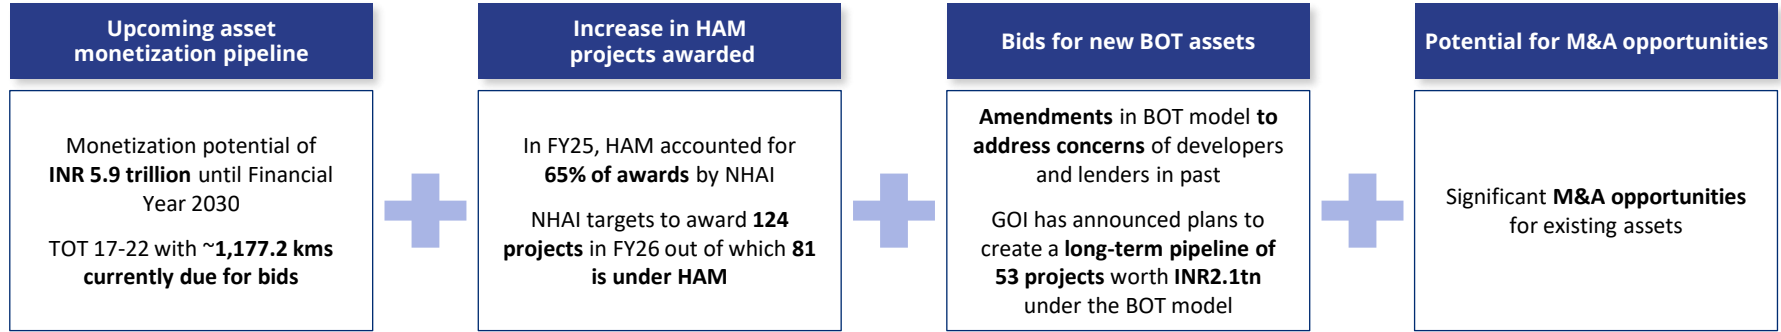 Upcoming asset
monetization pipeline
Monetization potential of
INR 5.9 trillion until Financial
Year 2030
TOT 17-22 with ~1,177.2 kms
currently due for bids
Increase in HAM
projects awarded
In FY25, HAM accounted for
65% of awards by NHAI
NHAI targets to award 124
projects in FY26 out of which 81
is under HAM
Bids for new BOT assets
Amendments in BOT model to
address concerns of developers
and lenders in past
GOI has announced plans to
create a long-term pipeline of
53 projects worth INR2.1tn
under the BOT model
Potential for M&A opportunities
Significant M&A opportunities
for existing assets